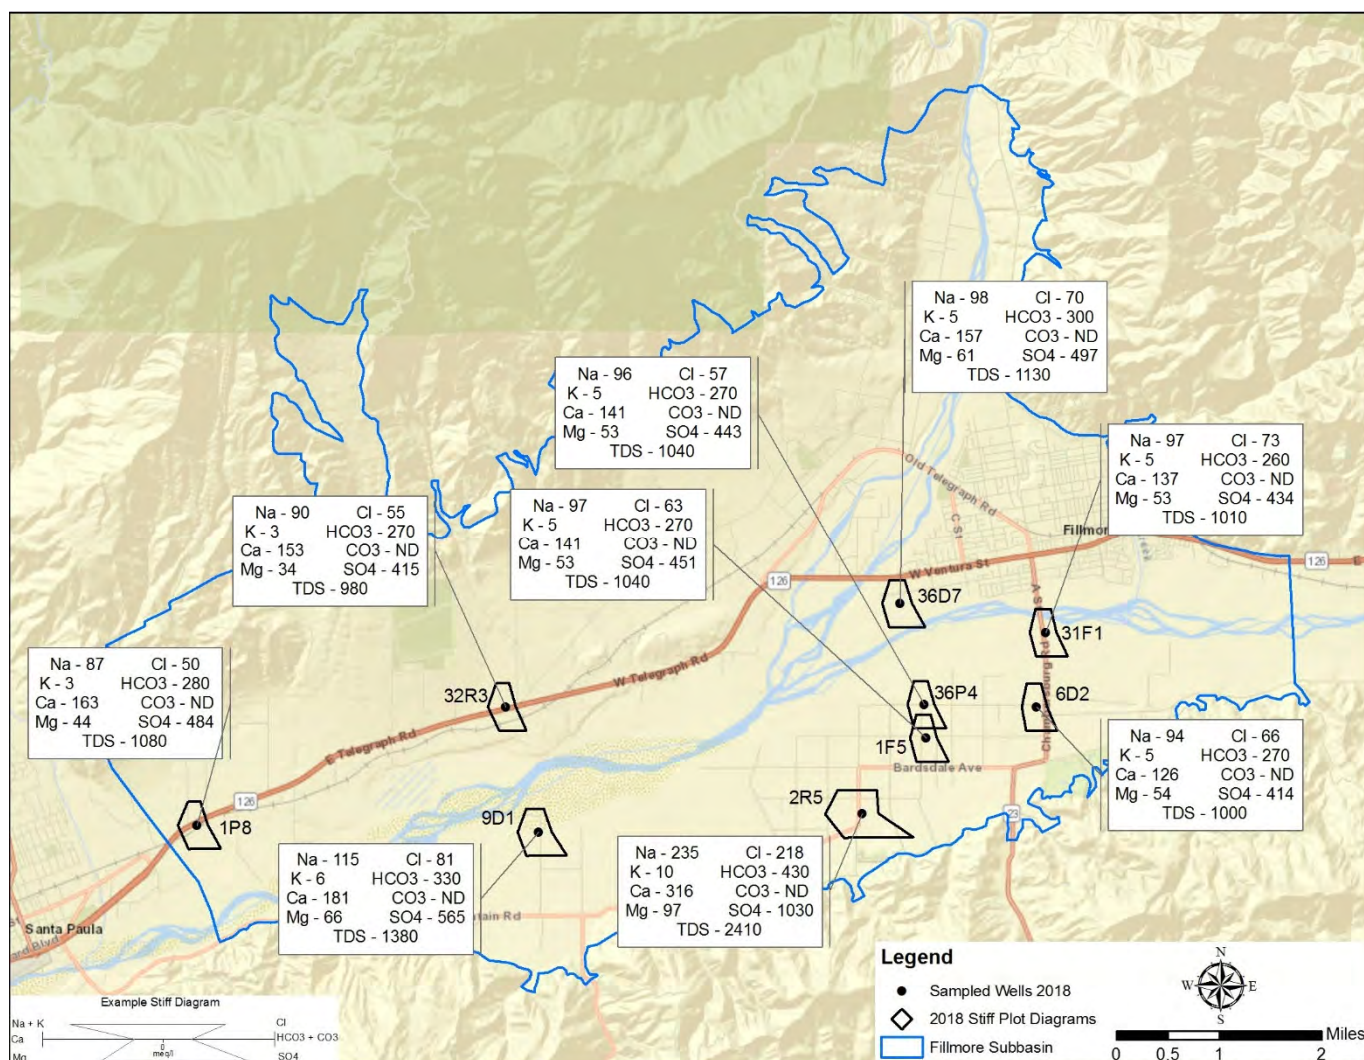 Na - 98 Cl - 70
K - 5 HCO3 - 300
Ca - 157 CO3 - ND
Mg - 61 SO4 - 497
TDS - 1130
Na - 96 Cl - 57
K - 5 HCO3 - 270
Ca - 141 CO3 - ND
Mg - 53 SO4 - 443
TDS - 1040
Na - 97 Cl - 73
K - 5 HCO3 - 260
Ca - 137 CO3 - ND
Mg - 53 SO4 - 434
TDS - 1010
Na - 90 Cl - 55
K - 3 HCO3 - 270
Ca - 153 CO3 - ND
Mg - 34 SO4 - 415
TDS - 980
Na - 97 Cl - 63
K - 5 HCO3 - 270
Ca - 141 CO3 - ND
Mg - 53 SO4 - 451
TDS - 1040
Old Telegraph Rd
C St
Fillmor
W Ventura St
126
126
E
A S
36D7
31F1
Na - 87 Cl - 50
K - 3 HCO3 - 280
Ca - 163 CO3 - ND
Mg - 44 SO4 - 484
TDS - 1080
W Telegraph Rd
32R3
36P4
6D2
E Telegraph Rd
1F5
Bardsdale Ave
Na - 94 Cl - 66
K - 5 HCO3 - 270
Ca - 126 CO3 - ND
Mg - 54 SO4 - 414
TDS - 1000
126
1P8
9D1
2R5
23
Na - 115 Cl - 81
K - 6 HCO3 - 330
Ca - 181 CO3 - ND
Mg - 66 SO4 - 565
TDS - 1380
Na - 235 Cl - 218
K - 10 HCO3 - 430
Ca - 316 CO3 - ND
Mg - 97 SO4 - 1030
TDS - 2410
tain Rd
St
Santa Paula
ard Blvd
Example Stiff Diagram
Na + K Cl
Ca HCO3 + CO3
0
meq/l
Mg SO4
Legend
Sampled Wells 2018
2018 Stiff Plot Diagrams
Fillmore Subbasin
N
W E
S
Miles
0 0.5 1 2